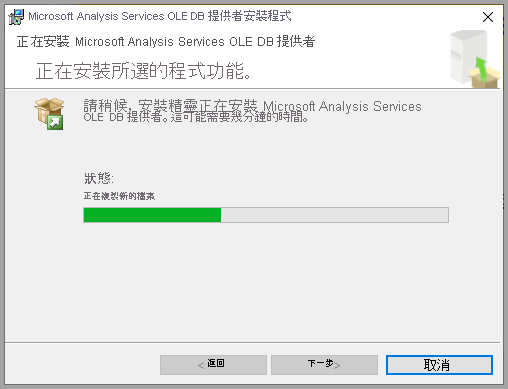 Microsoft Analysis Services OLE DB 提供者安裝程式
正在安裝 Microsoft Analysis Services OLE DB 提供者
正在安裝所選的程式功能。
請稍候, 安裝精靈正在安裝 Microsoft Analysis Services
OLE DB 提供者。這可能需要幾分鐘的時間。
狀態:
正在複製新的檔案
< 返回
下一步>
取消